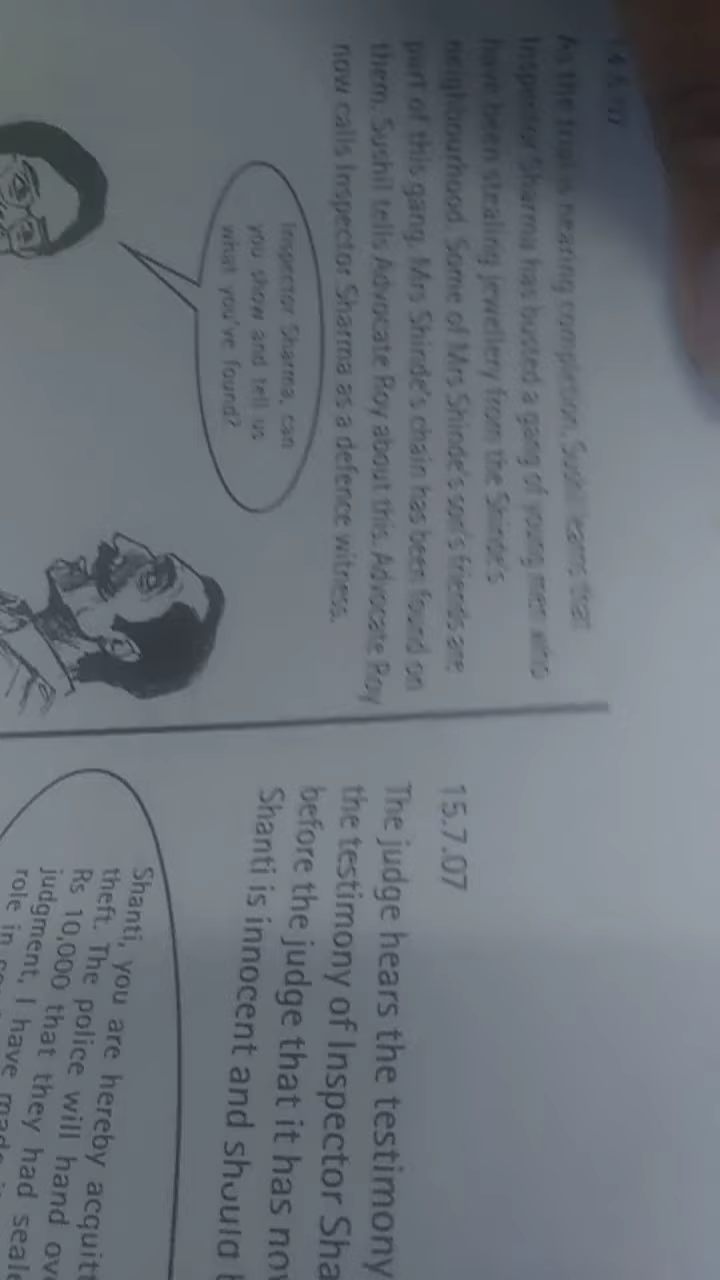 14.5.07
As the trial is nearing completion, Sushil learns that
Inspector Sharma has busted a gang of young men who
have been stealing jewellery from the Shinde's
neighbourhood. Some of Mrs Shinde's son's friends are
part of this gang. Mrs Shinde's chain has been found on
them. Sushil tells Advocate Roy about this. Advocate Roy
now calls Inspector Sharma as a defence witness.
Inspector Sharma, can
you show and tell us
what you've found?
15.7.07
The judge hears the testimony
the testimony of Inspector Sha
before the judge that it has now
Shanti is innocent and should b
Shanti, you are hereby acquitt
theft. The police will hand ove
Rs 10,000 that they had seale
judgment, I have made
role in